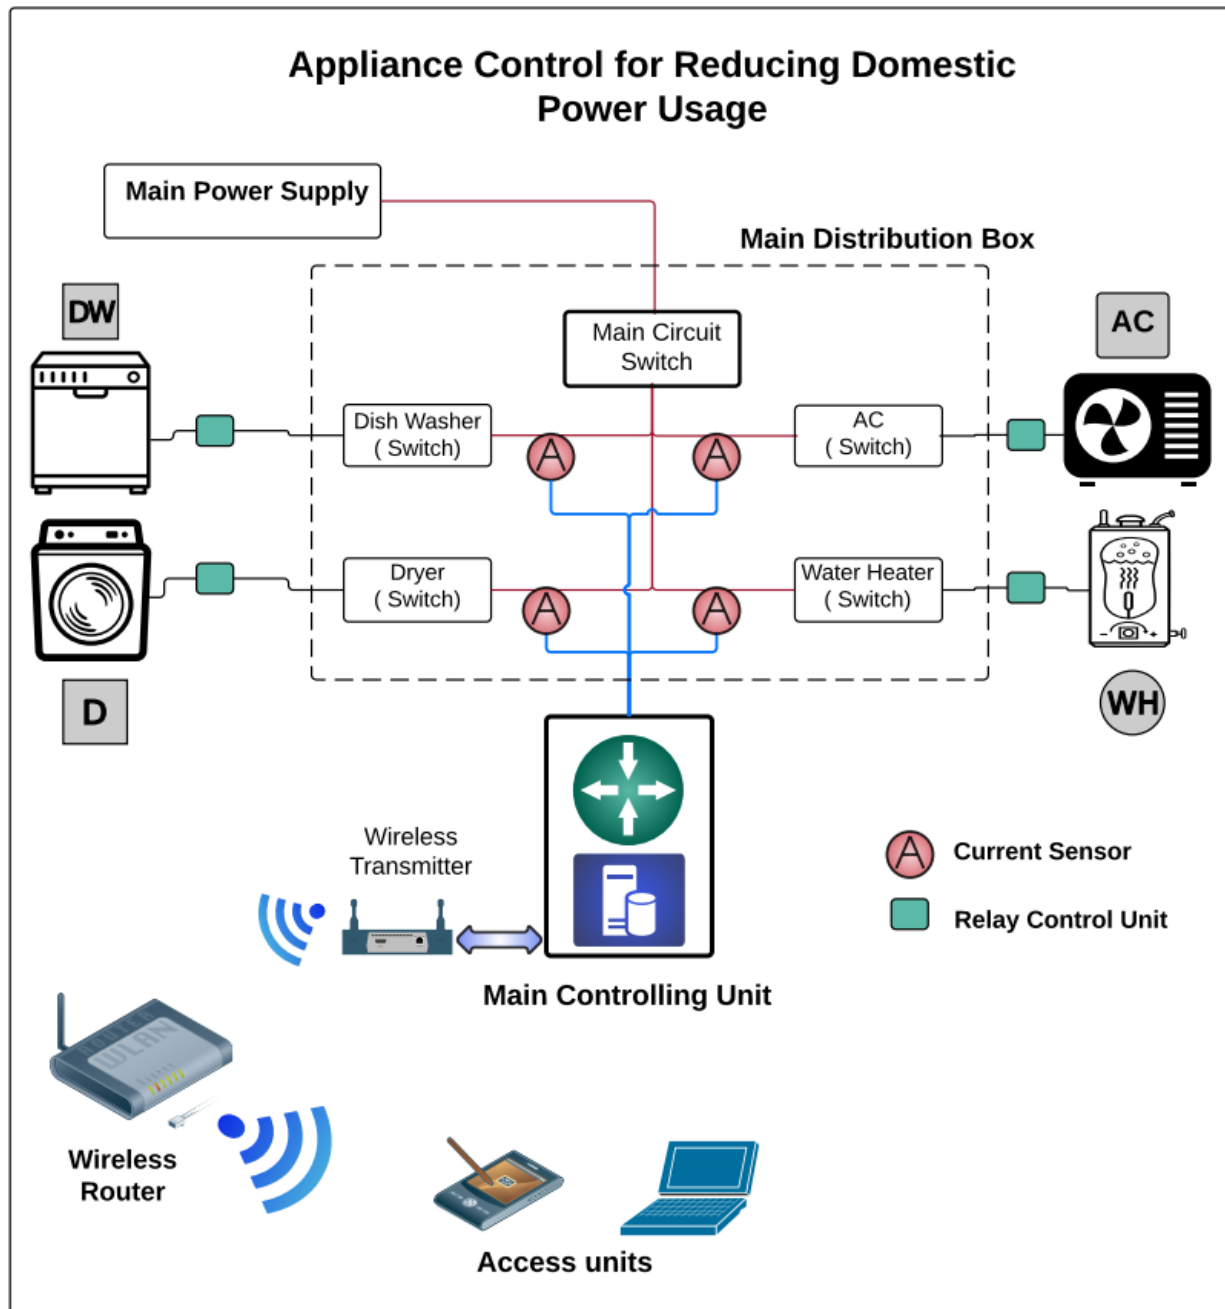 Appliance Control for Reducing Domestic
Power Usage
Main Power Supply
Main Distribution Box
DW
AC
Main Circuit
Switch
Dish Washer
( Switch)
A
A
AC
( Switch)
Dryer
( Switch)
A
A
Water Heater
( Switch)
D
WH
Wireless
Transmitter
A Current Sensor
Relay Control Unit
Main Controlling Unit
ROUTER
WLAN
Wireless
Router
Access units